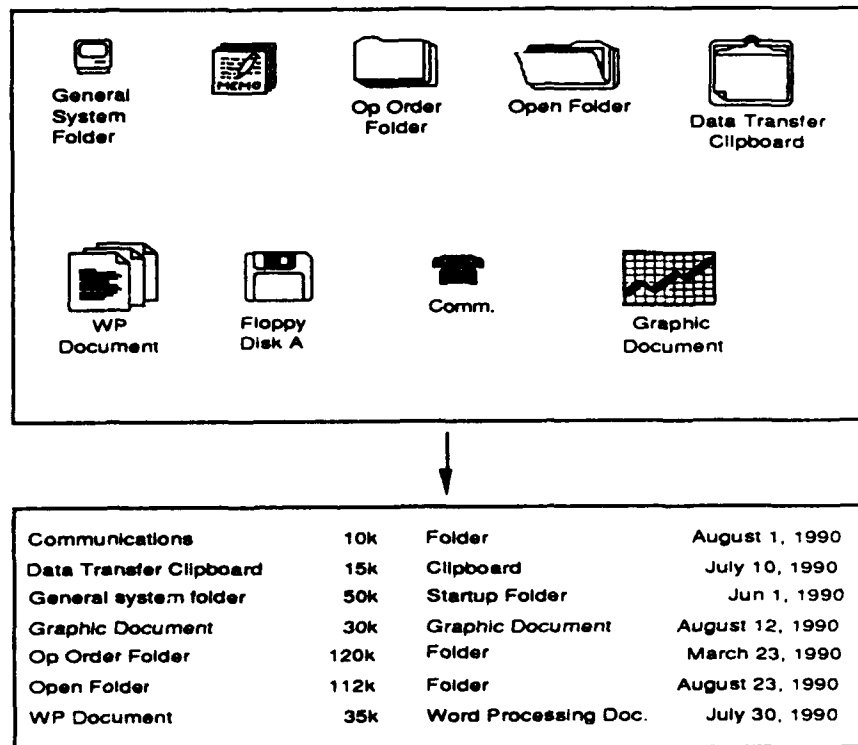 MEMO
General
System
Folder
Op Order
Folder
Open Folder
Data Transfer
Clipboard
WP
Document
Floppy
Disk A
Comm.
Graphic
Document
Communications 10k Folder August 1, 1990
Data Transfer Clipboard 15k Clipboard July 10, 1990
General system folder 50k Startup Folder Jun 1, 1990
Graphic Document 30k Graphic Document August 12, 1990
Op Order Folder 120k Folder March 23, 1990
Open Folder 112k Folder August 23, 1990
WP Document 35k Word Processing Doc. July 30, 1990